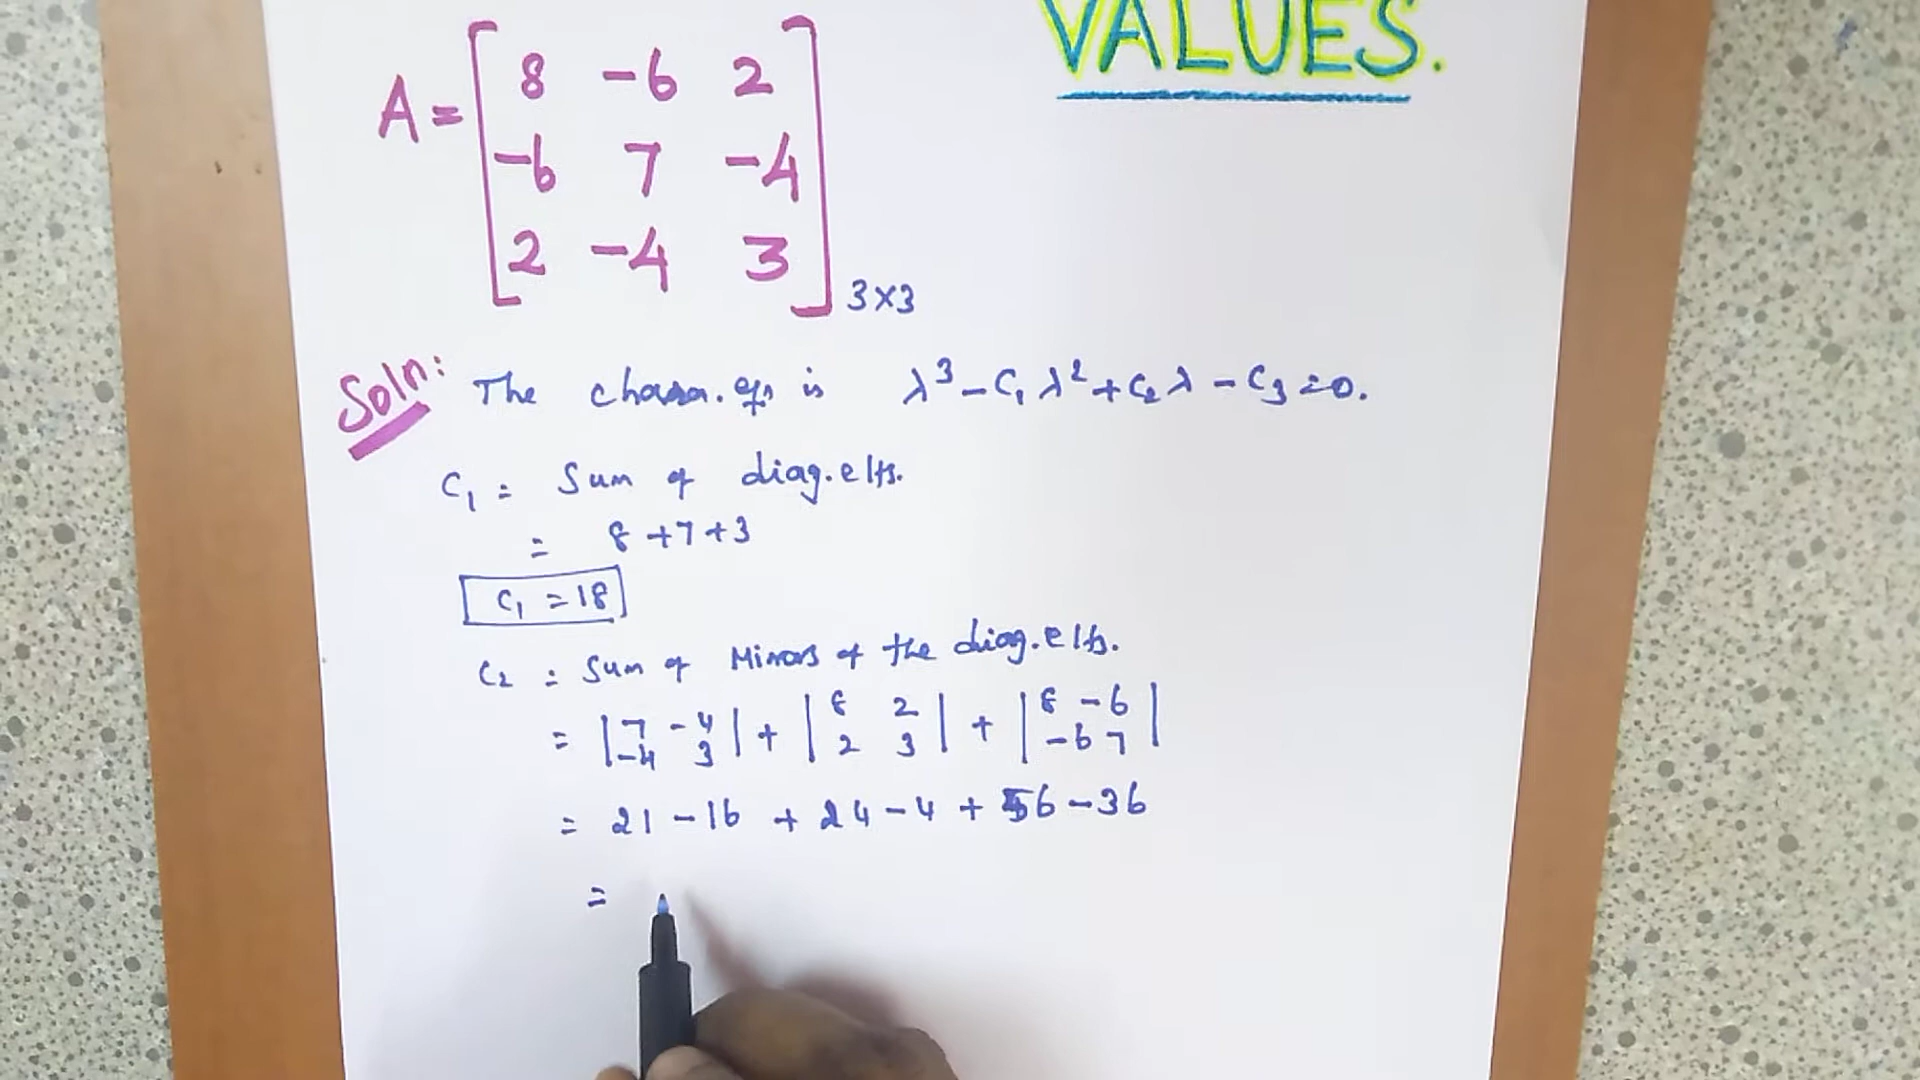 VALUES.
A = [ 8 -6 2
-6 7 -4
2 -4 3 ] 3×3
Soln: The chara. eqn is λ³ - C₁λ² + C₂λ - C₃ = 0.
C₁ = Sum of diag. elts.
= 8 + 7 + 3
C₁ = 18
C₂ = Sum of Minors of the diag. elts.
= | 7 -4 | + | 8 2 | + | 8 -6 |
| -4 3 | | 2 3 | | -6 7 |
= 21 - 16 + 24 - 4 + 56 - 36
=